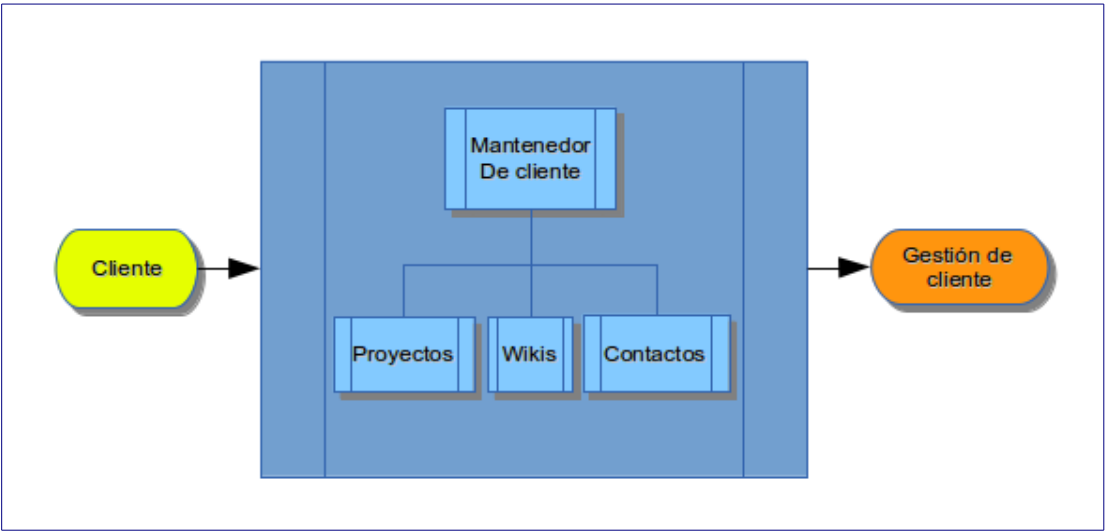 Mantenedor
De cliente
Cliente
Gestión de
cliente
Proyectos
Wikis
Contactos